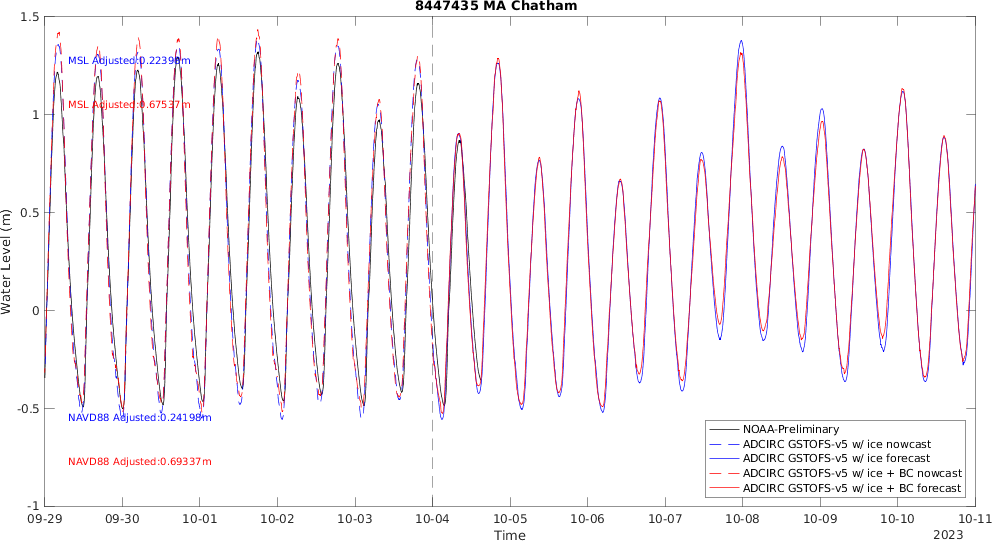 8447435 MA Chatham
1.5
1
0.5
0
-0.5
-1
Water Level (m)
MSL Adjusted:0.22398m
MSL Adjusted:0.67537m
NAVD88 Adjusted:0.24198m
NAVD88 Adjusted:0.69337m
NOAA-Preliminary
ADCIRC GSTOFS-v5 w/ ice nowcast
ADCIRC GSTOFS-v5 w/ ice forecast
ADCIRC GSTOFS-v5 w/ ice + BC nowcast
ADCIRC GSTOFS-v5 w/ ice + BC forecast
09-29 09-30 10-01 10-02 10-03 10-04 10-05 10-06 10-07 10-08 10-09 10-10 10-11
Time
2023